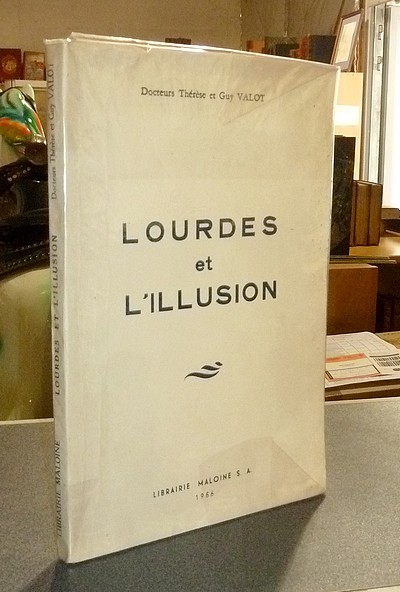 Docteurs Thérèse et Guy VALOT
LOURDES
et
L'ILLUSION
LIBRAIRIE MALOINE S. A.
1966
LIBRAIRIE MALOINE LOURDES ET L'ILLUSION Docteurs Thérèse et Guy VALOT